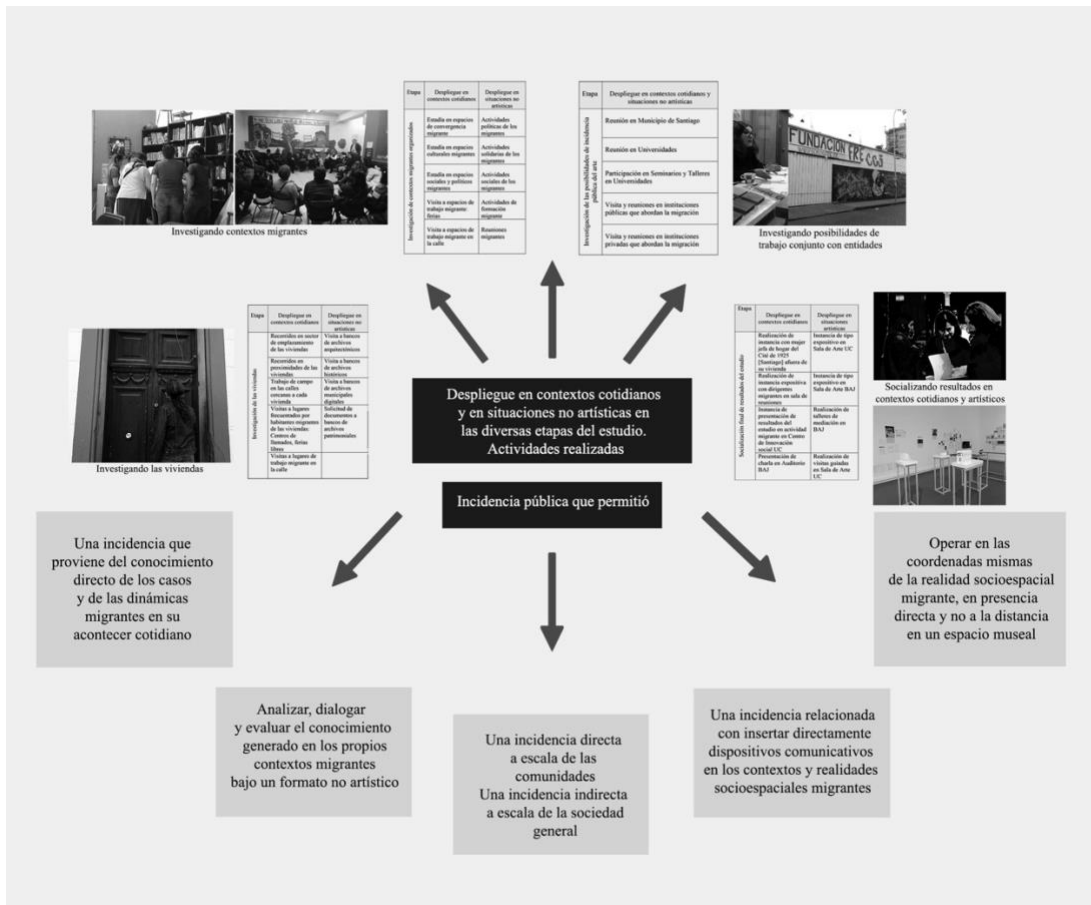 Etapa
Despliegue en
contextos cotidianos
Despliegue en
situaciones no
artísticas
Investigación de contextos migrantes organizados
Estadía en espacios
de convergencia
migrante
Actividades
políticas de los
migrantes
Estadía en espacios
culturales migrantes
Actividades
solidarias de los
migrantes
Estadía en espacios
sociales y políticos
migrantes
Actividades
sociales de los
migrantes
Visita a espacios de
trabajo migrante:
ferias
Actividades de
formación
migrante
Visita a espacios de
trabajo migrante en
la calle
Reuniones
migrantes
Etapa
Despliegue en contextos cotidianos y
situaciones no artísticas
Investigación de las posibilidades de incidencia
pública del arte
Reunión en Municipio de Santiago
Reunión en Universidades
Participación en Seminarios y Talleres
en Universidades
Visita y reuniones en instituciones
públicas que abordas la migración
Visita y reuniones en instituciones
privadas que abordas la migración
FUNDACION FRE
Investigando contextos migrantes
Investigando posibilidades de
trabajo conjunto con entidades
Etapa
Despliegue en
contextos cotidianos
Despliegue en
situaciones no
artísticas
Investigación de las viviendas
Recorridos en sector
de emplazamiento
de las viviendas
Visita a bancos
de archivos
arquitectónicos
Recorridos en
proximidades de las
viviendas
Visita a bancos
de archivos
históricos
Trabajo de campo
en las calles
cercanas a cada
vivienda
Visita a bancos
de archivos
municipales
digitales
Visitas a lugares
frecuentados por
habitantes migrantes
de las viviendas:
Centros de
llamados, ferias
libres
Solicitud de
documentos a
bancos de
archivos
patrimoniales
Visitas a lugares de
trabajo migrante en
la calle
Investigando las viviendas
Etapa
Despliegue en
contextos cotidianos
Despliegue en
situaciones
artísticas
Socialización final de resultados del estudio
Realización de
instancia con mujer
jefa de hogar del
Cité de 1925
[Santiago] afuera de
su vivienda
Instancia de tipo
expositivo en
Sala de Arte UC
Realización de
instancia expositiva
con dirigentes
migrantes en sala de
reuniones
Instancia de tipo
expositivo en
Sala de Arte BAJ
Instancia de
presentación de
resultados del
estudio en actividad
migrante en Centro
de Innovación
social UC
Realización de
talleres de
mediación en
BAJ
Presentación de
charla en Auditorio
BAJ
Realización de
visitas guiadas
en Sala de Arte
UC
Socializando resultados en
contextos cotidianos y artísticos
Despliegue en contextos cotidianos
y en situaciones no artísticas en
las diversas etapas del estudio.
Actividades realizadas
Incidencia pública que permitió
Una incidencia que
proviene del conocimiento
directo de los casos
y de las dinámicas
migrantes en su
acontecer cotidiano
Operar en las
coordenadas mismas
de la realidad socioespacial
migrante, en presencia
directa y no a la distancia
en un espacio museal
Analizar, dialogar
y evaluar el conocimiento
generado en los propios
contextos migrantes
bajo un formato no artístico
Una incidencia directa
a escala de las
comunidades
Una incidencia indirecta
a escala de la sociedad
general
Una incidencia relacionada
con insertar directamente
dispositivos comunicativos
en los contextos y realidades
socioespaciales migrantes